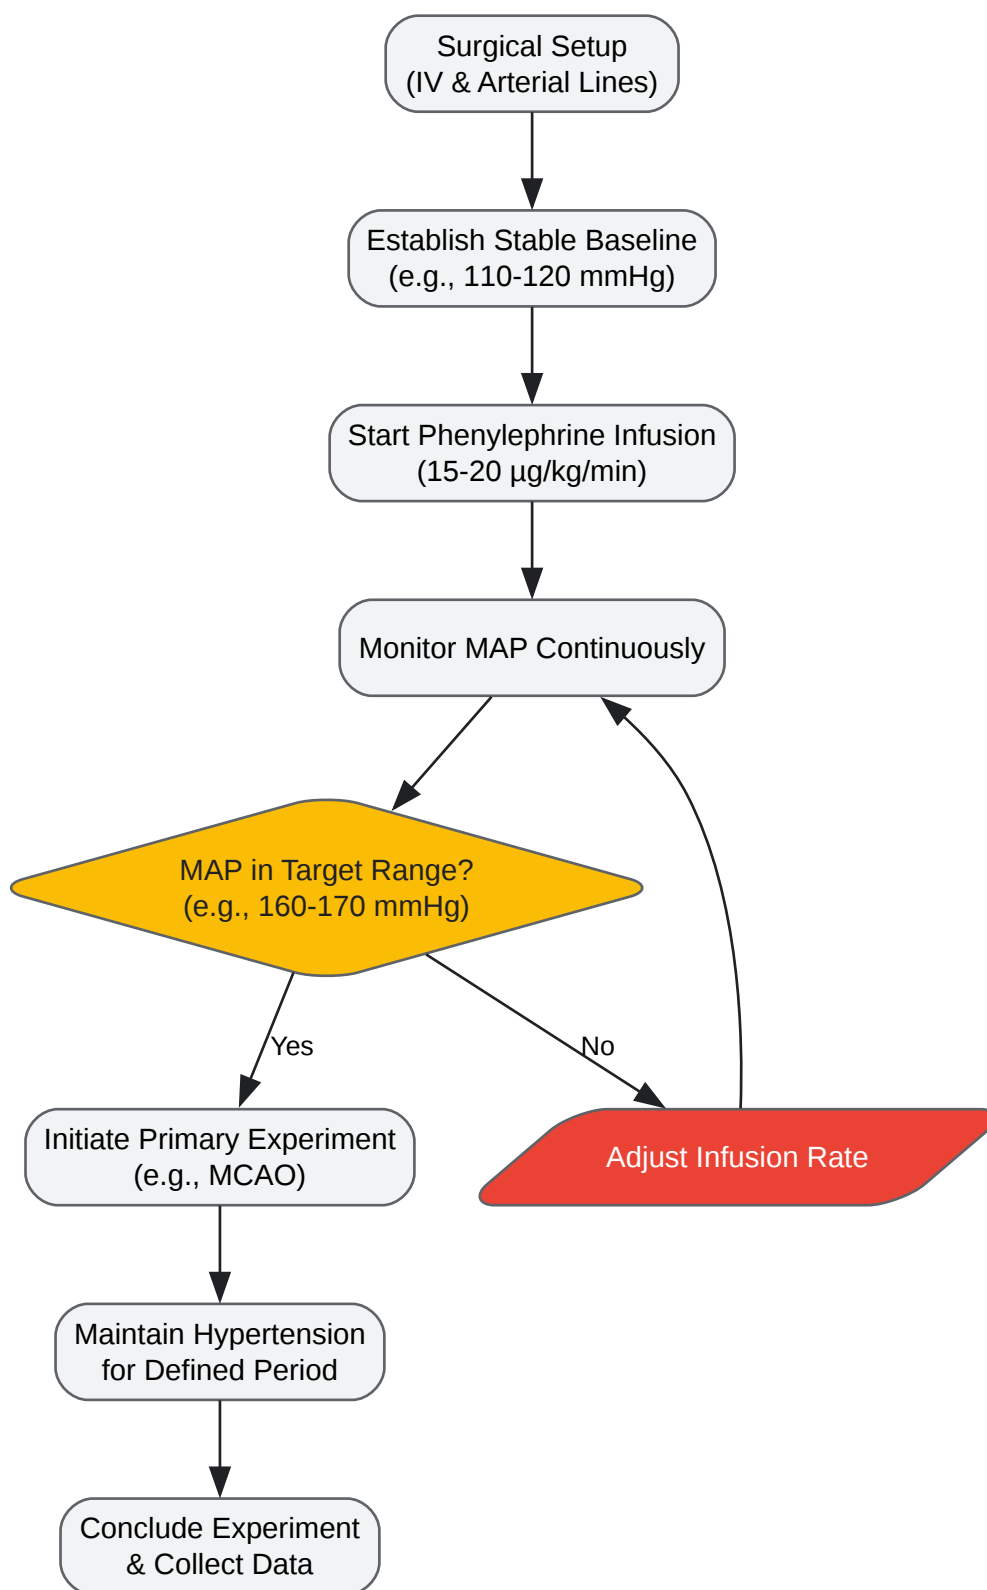 Surgical Setup
(IV & Arterial Lines)
Establish Stable Baseline
(e.g., 110-120 mmHg)
Start Phenylephrine Infusion
(15-20 µg/kg/min)
Monitor MAP Continuously
MAP in Target Range?
(e.g., 160-170 mmHg)
Yes
No
Initiate Primary Experiment
(e.g., MCAO)
Adjust Infusion Rate
Maintain Hypertension
for Defined Period
Conclude Experiment
& Collect Data